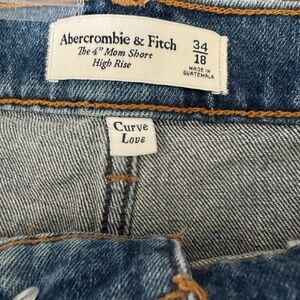 Abercrombie & Fitch
The 4" Mom Short
High Rise
34
18
MADE IN
GUATEMALA
Curve
Love